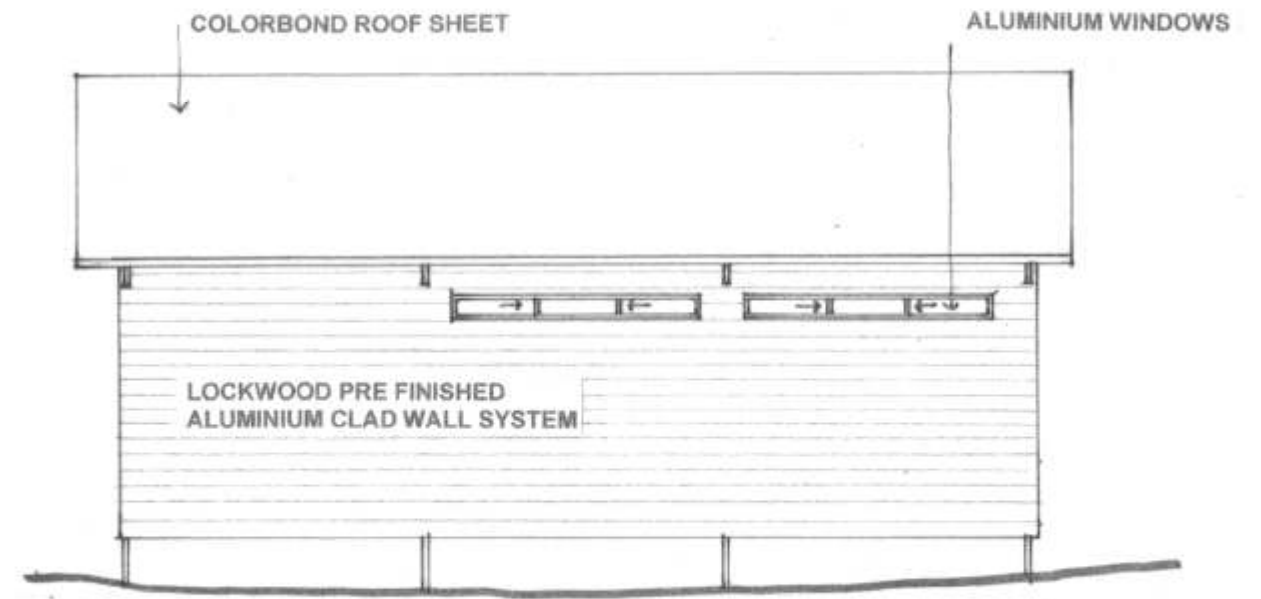 COLORBOND ROOF SHEET
ALUMINIUM WINDOWS
LOCKWOOD PRE FINISHED
ALUMINIUM CLAD WALL SYSTEM